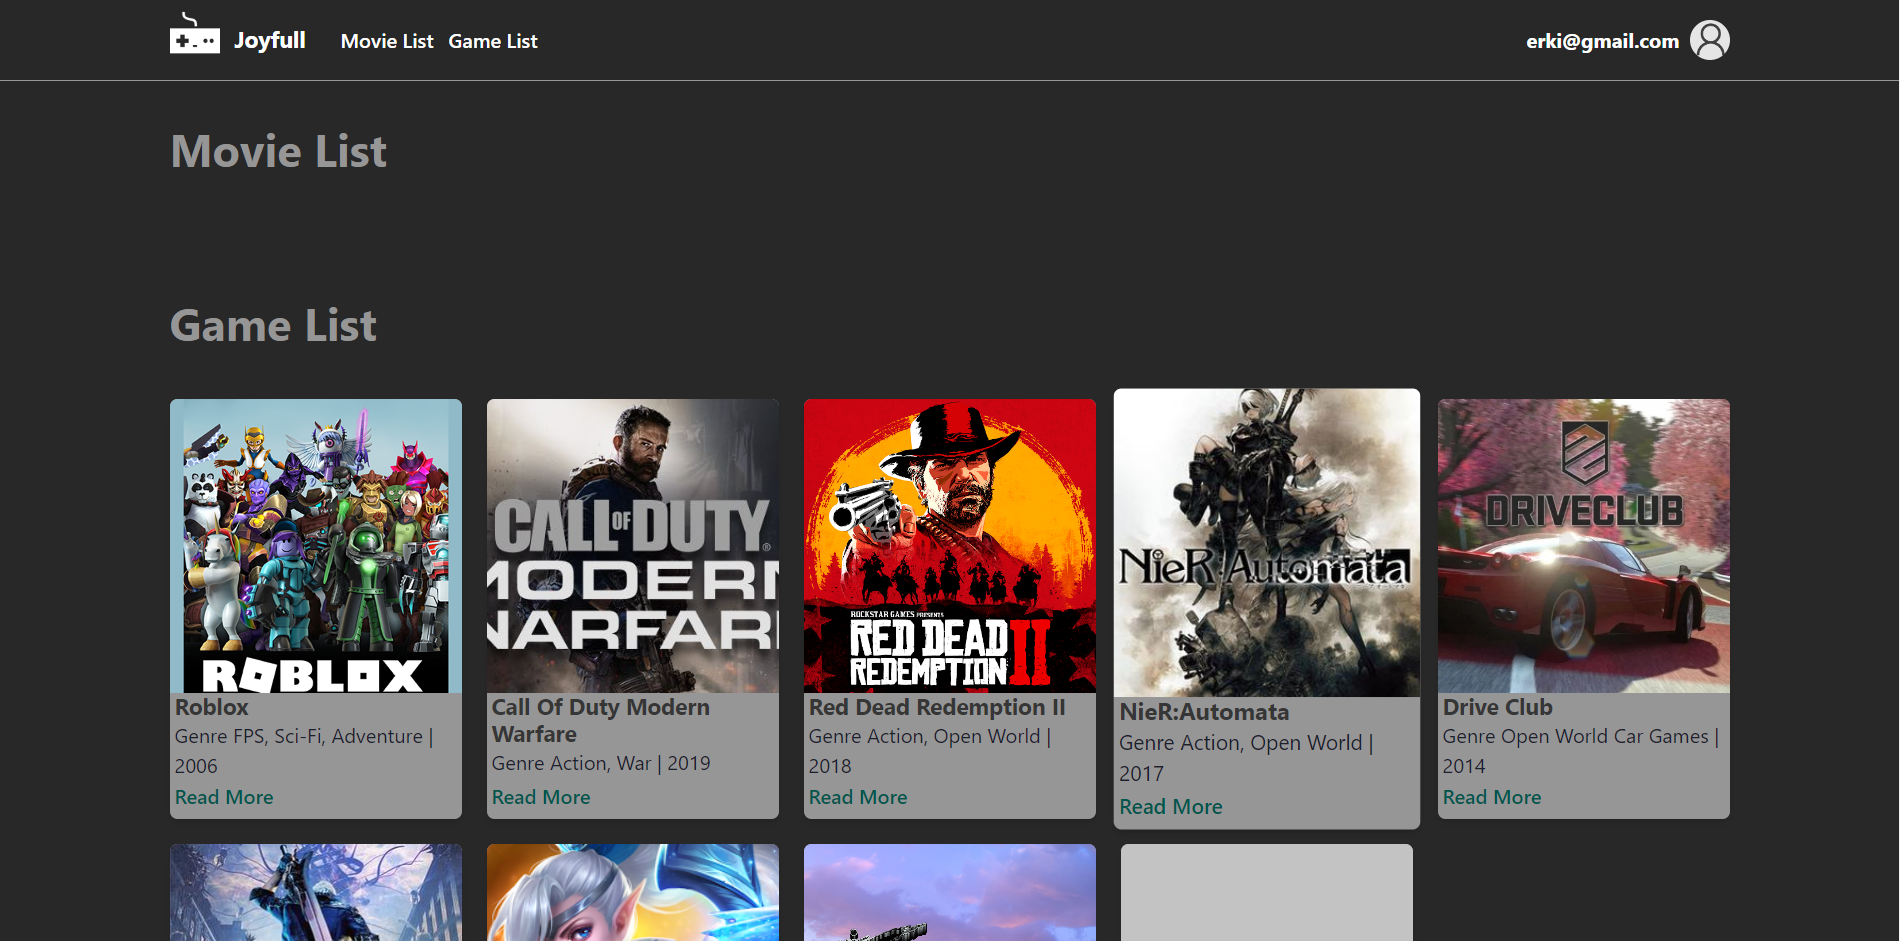 Joyfull
Movie List
Game List
erki@gmail.com
Movie List
Game List
ROBLOX
CALL OF DUTY®
MODERN
WARFARE
ROCKSTAR GAMES PRESENTS
RED DEAD
REDEMPTION II
NieR:Automata
DRIVECLUB
Roblox
Genre FPS, Sci-Fi, Adventure |
2006
Read More
Call Of Duty Modern
Warfare
Genre Action, War | 2019
Read More
Red Dead Redemption II
Genre Action, Open World |
2018
Read More
NieR:Automata
Genre Action, Open World |
2017
Read More
Drive Club
Genre Open World Car Games |
2014
Read More